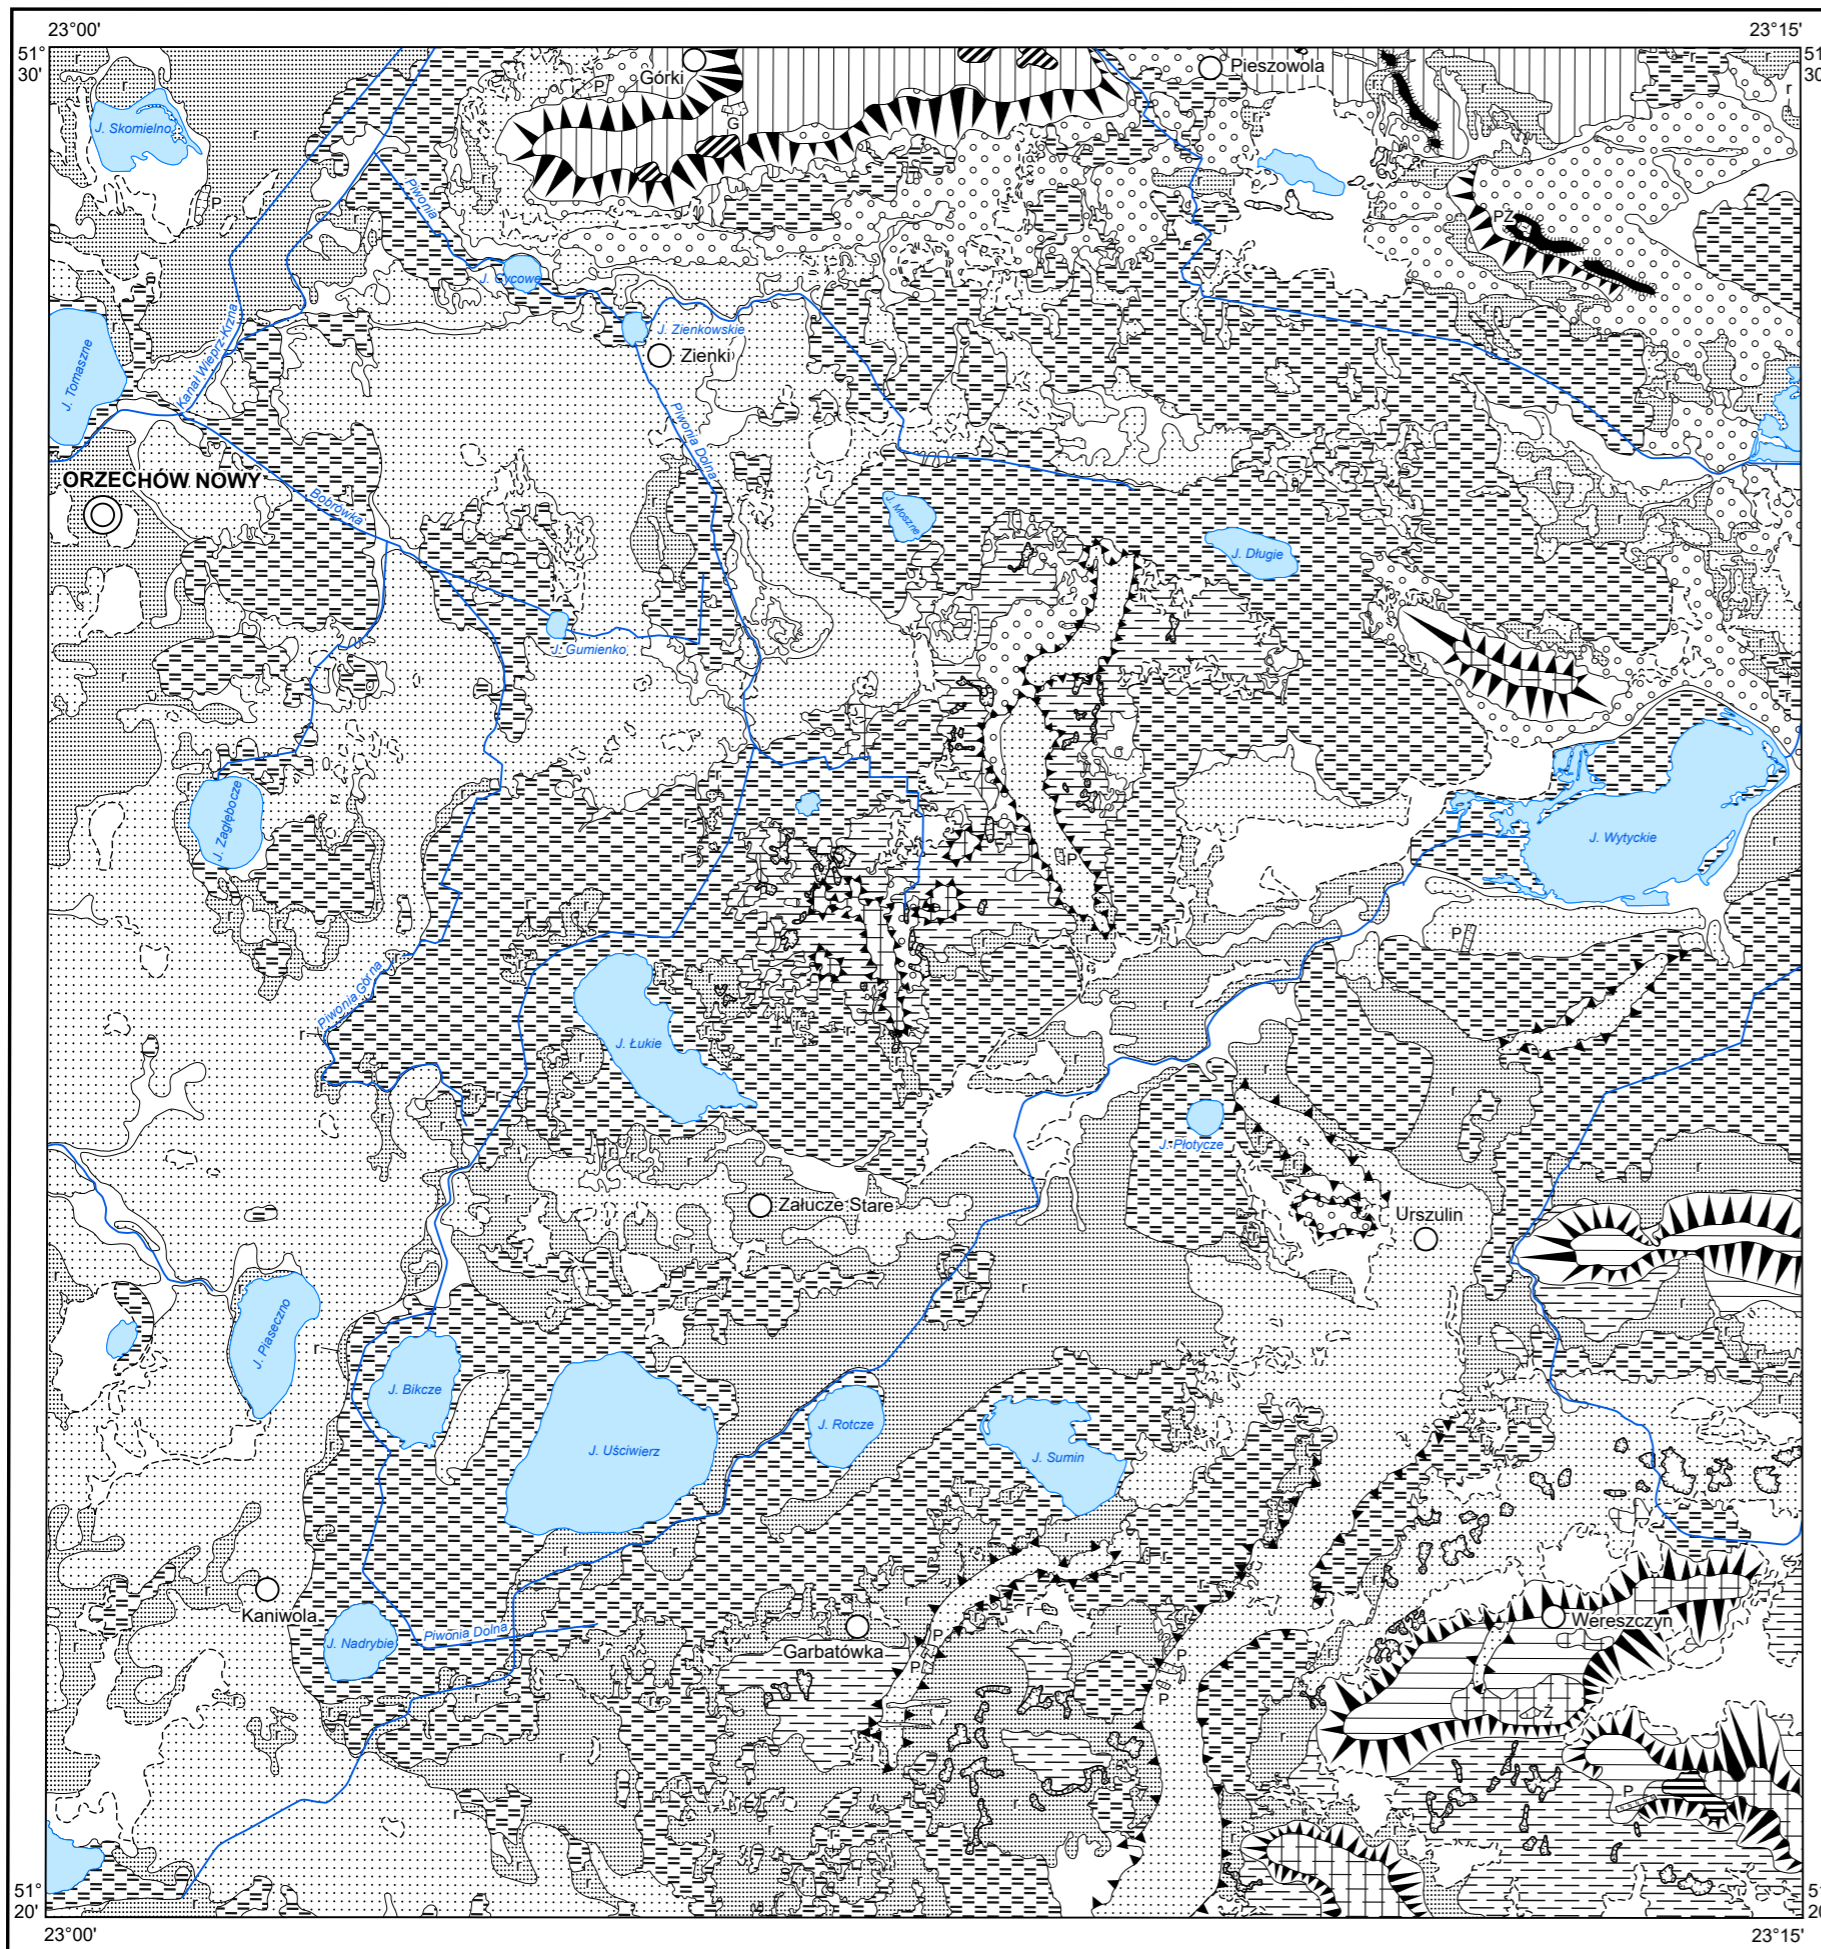 23°00'
23°15'
51°
30'
51
30
Górki
Pieszowola
J. Skomielno
r
P
G
PŻ
Piwonia
J. Cycowe
J. Zienkowskie
Zienki
J. Tomaszne
Kanał Wieprz-Krzna
Piwonia Dolna
ORZECHÓW NOWY
Bobrówka
J. Moszne
J. Długie
J. Gumienko
J. Zagłębocze
J. Wytyckie
P
P
Piwonia Górna
J. Łukie
J. Płotycze
Załucze Stare
Urszulin
J. Piaseczno
J. Bikcze
J. Uściwierz
J. Rotcze
J. Sumin
Kaniwola
J. Nadrybie
Piwonia Dolna
Garbatówka
Wereszczyn
P
P
P
P
Ż
P
51°
20'
51
20
23°00'
23°15'